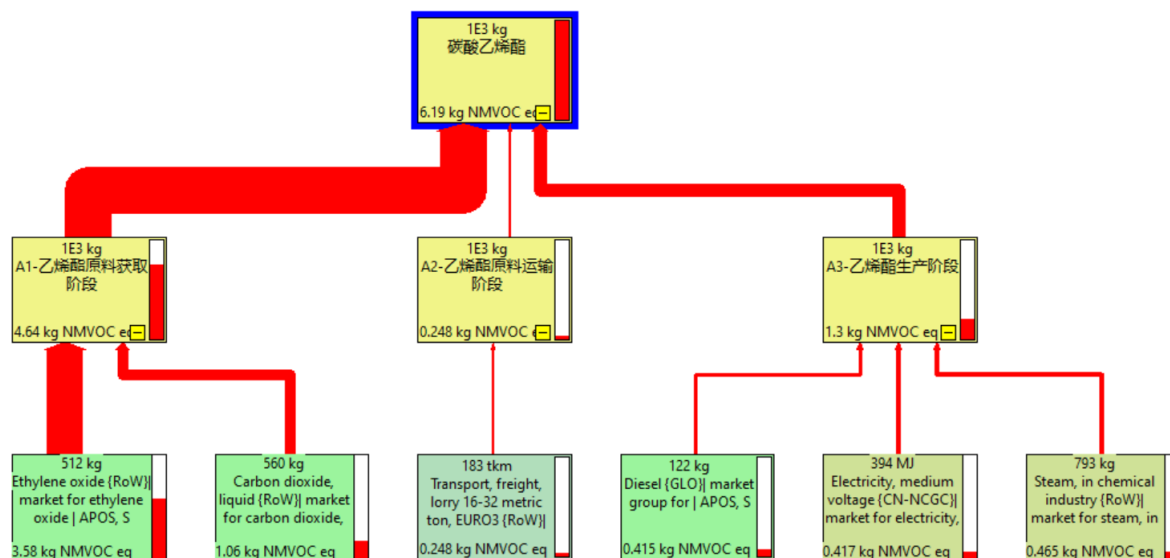 1E3 kg
碳酸乙烯酯
6.19 kg NMVOC eq
1E3 kg
A1-乙烯酯原料获取
阶段
4.64 kg NMVOC eq
1E3 kg
A2-乙烯酯原料运输
阶段
0.248 kg NMVOC
1E3 kg
A3-乙烯酯生产阶段
1.3 kg NMVOC eq
512 kg
Ethylene oxide {RoW}|
market for ethylene
oxide | APOS, S
3.58 kg NMVOC eq
560 kg
Carbon dioxide,
liquid {RoW}| market
for carbon dioxide,
1.06 kg NMVOC eq
183 tkm
Transport, freight,
lorry 16-32 metric
ton, EURO3 {RoW}|
0.248 kg NMVOC eq
122 kg
Diesel {GLO}| market
group for | APOS, S
0.415 kg NMVOC eq
394 MJ
Electricity, medium
voltage {CN-NCGC}|
market for electricity,
0.417 kg NMVOC eq
793 kg
Steam, in chemical
industry {RoW}|
market for steam, in
0.465 kg NMVOC eq